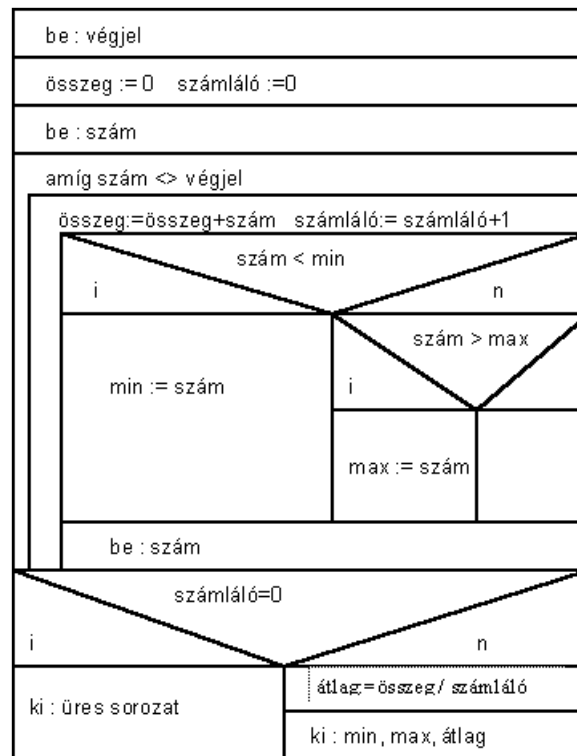 be : végjel
összeg := 0 számláló :=0
be : szám
amíg szám <> végjel
összeg:=összeg+szám számláló:= számláló+1
szám < min
i n
szám > max
min := szám
i
max := szám
be : szám
számláló=0
i n
ki : üres sorozat
átlag:=összeg / számláló
ki : min, max, átlag